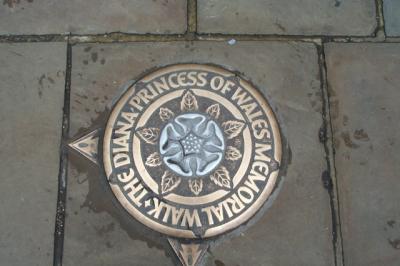 THE DIANA PRINCESS OF WALES MEMORIAL WALK